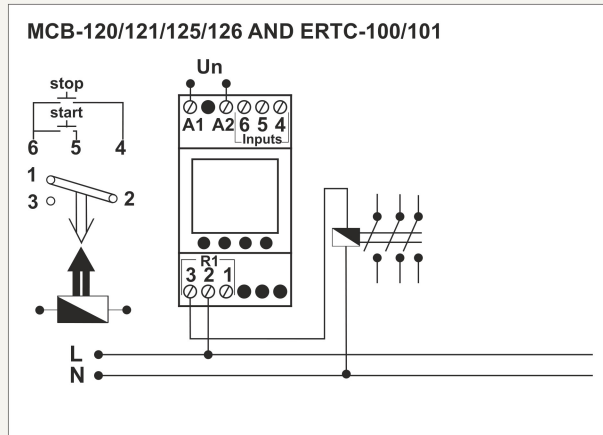 MCB-120/121/125/126 AND ERTC-100/101
Un
stop
start
6 5 4
1
3
2
A1 A2 6 5 4
Inputs
R1
3 2 1
L
N